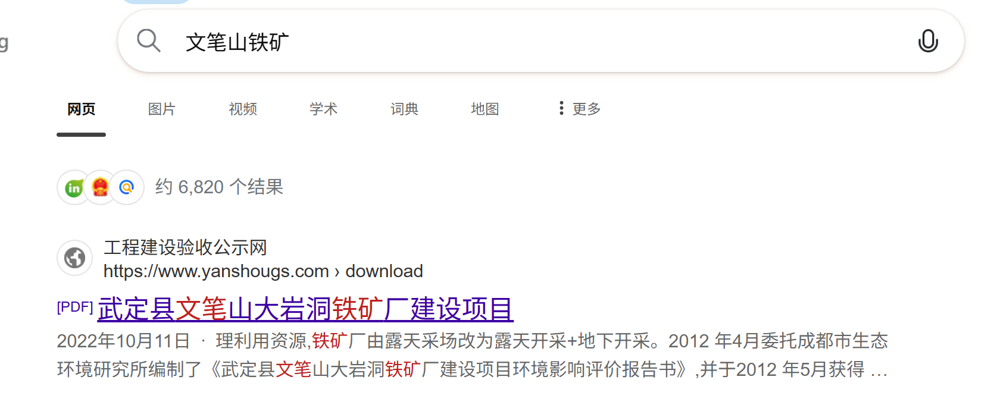 g
文笔山铁矿
网页 图片 视频 学术 词典 地图 更多
in 约 6,820 个结果
工程建设验收公示网
https://www.yanshougs.com › download
[PDF] 武定县文笔山大岩洞铁矿厂建设项目
2022年10月11日 · 理利用资源,铁矿厂由露天采场改为露天开采+地下开采。2012 年4月委托成都市生态
环境研究所编制了《武定县文笔山大岩洞铁矿厂建设项目环境影响评价报告书》,并于2012 年5月获得 …